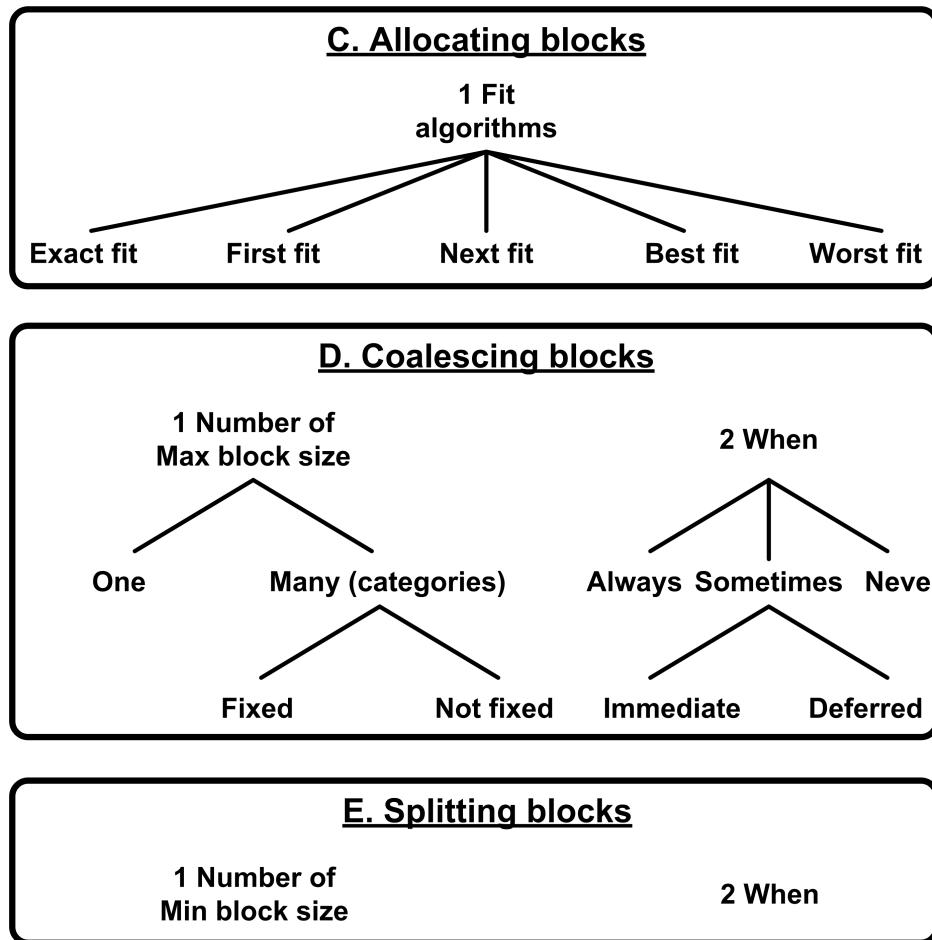 C. Allocating blocks
1 Fit
algorithms
Exact fit First fit Next fit Best fit Worst fit
D. Coalescing blocks
1 Number of
Max block size
2 When
One Many (categories) Always Sometimes Neve
Fixed Not fixed Immediate Deferred
E. Splitting blocks
1 Number of
Min block size
2 When